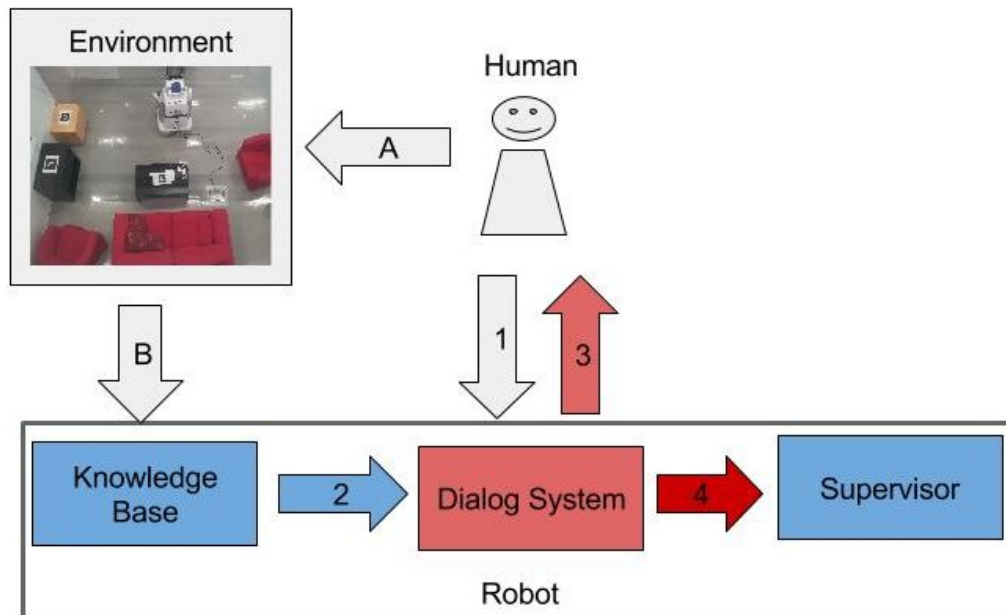 Environment
Human
A
B
1
3
Knowledge
Base
2
Dialog System
4
Supervisor
Robot